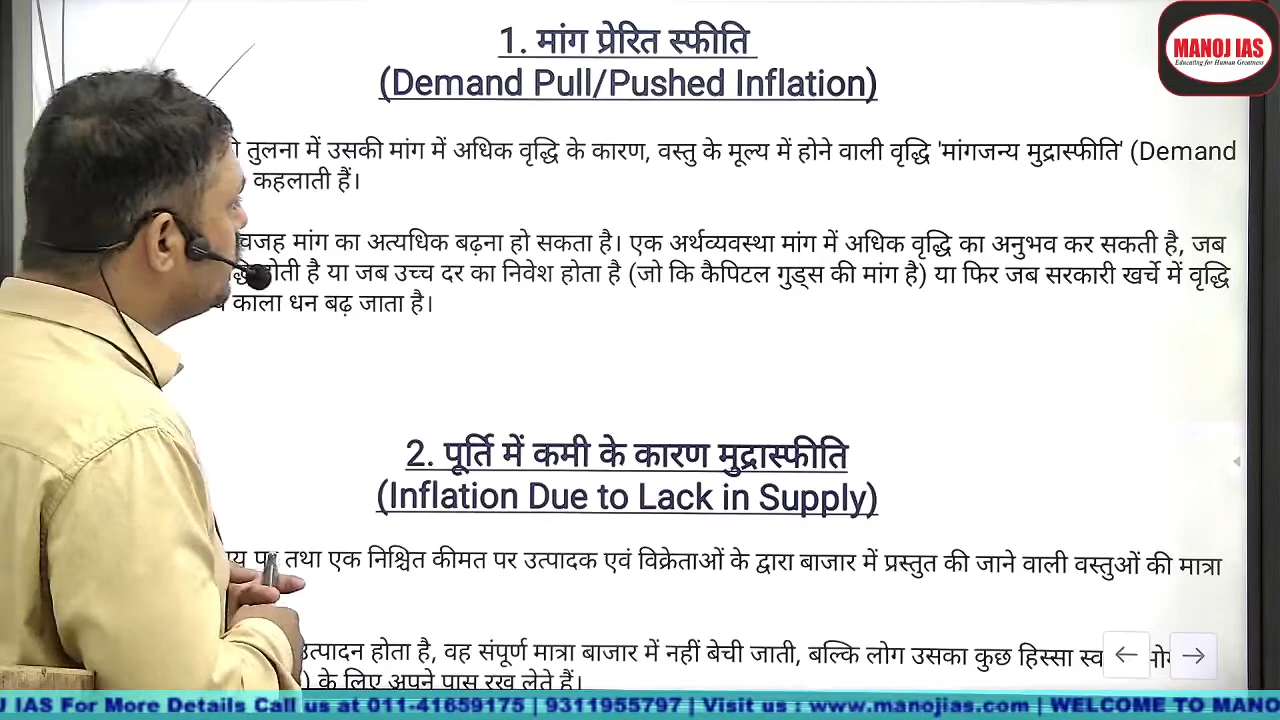 1. मांग प्रेरित स्फीति
(Demand Pull/Pushed Inflation)
MANOJ IAS
Educating for Human Greatness
तुलना में उसकी मांग में अधिक वृद्धि के कारण, वस्तु के मूल्य में होने वाली वृद्धि 'मांगजन्य मुद्रास्फीति' (Demand
कहलाती हैं।
वजह मांग का अत्यधिक बढ़ना हो सकता है। एक अर्थव्यवस्था मांग में अधिक वृद्धि का अनुभव कर सकती है, जब
होती है या जब उच्च दर का निवेश होता है (जो कि कैपिटल गुड्स की मांग है) या फिर जब सरकारी खर्चे में वृद्धि
काला धन बढ़ जाता है।
2. पूर्ति में कमी के कारण मुद्रास्फीति
(Inflation Due to Lack in Supply)
तथा एक निश्चित कीमत पर उत्पादक एवं विक्रेताओं के द्वारा बाजार में प्रस्तुत की जाने वाली वस्तुओं की मात्रा
उत्पादन होता है, वह संपूर्ण मात्रा बाजार में नहीं बेची जाती, बल्कि लोग उसका कुछ हिस्सा
के लिए अपने पास रख लेते हैं।
IAS For More Details Call us at 011-41659175 | 9311955797 | Visit us : www.manojias.com | WELCOME TO